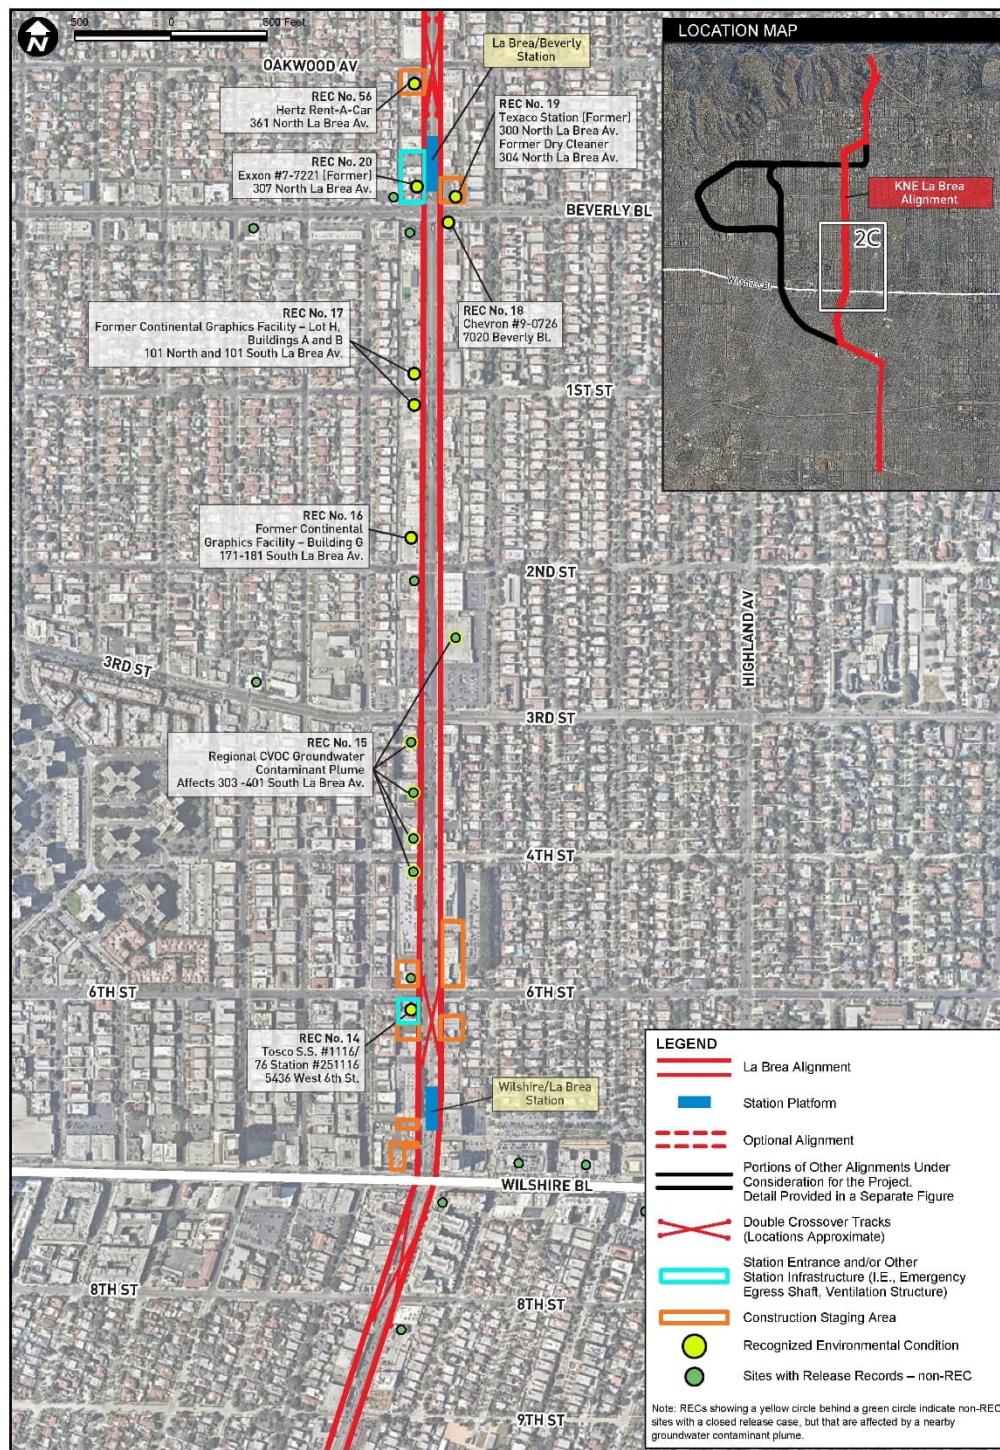 500 0 500 Feet
N
LOCATION MAP
KNE La Brea
Alignment
2C
Wilshire Bl
La Brea/Beverly
Station
OAKWOOD AV
REC No. 56
Hertz Rent-A-Car
361 North La Brea Av.
REC No. 19
Texaco Station (Former)
300 North La Brea Av.
Former Dry Cleaner
304 North La Brea Av.
REC No. 20
Exxon #7-7221 (Former)
307 North La Brea Av.
BEVERLY BL
REC No. 17
Former Continental Graphics Facility – Lot H,
Buildings A and B
101 North and 101 South La Brea Av.
REC No. 18
Chevron #9-0726
7020 Beverly Bl.
1ST ST
REC No. 16
Former Continental
Graphics Facility – Building G
171-181 South La Brea Av.
2ND ST
HIGHLAND AV
3RD ST
3RD ST
REC No. 15
Regional CVOC Groundwater
Contaminant Plume
Affects 303 -401 South La Brea Av.
4TH ST
6TH ST
6TH ST
REC No. 14
Tosco S.S. #1116/
76 Station #251116
5436 West 6th St.
Wilshire/La Brea
Station
WILSHIRE BL
8TH ST
8TH ST
9TH ST
LEGEND
La Brea Alignment
Station Platform
Optional Alignment
Portions of Other Alignments Under
Consideration for the Project.
Detail Provided in a Separate Figure
Double Crossover Tracks
(Locations Approximate)
Station Entrance and/or Other
Station Infrastructure (I.E., Emergency
Egress Shaft, Ventilation Structure)
Construction Staging Area
Recognized Environmental Condition
Sites with Release Records – non-REC
Note: RECs showing a yellow circle behind a green circle indicate non-REC
sites with a closed release case, but that are affected by a nearby
groundwater contaminant plume.